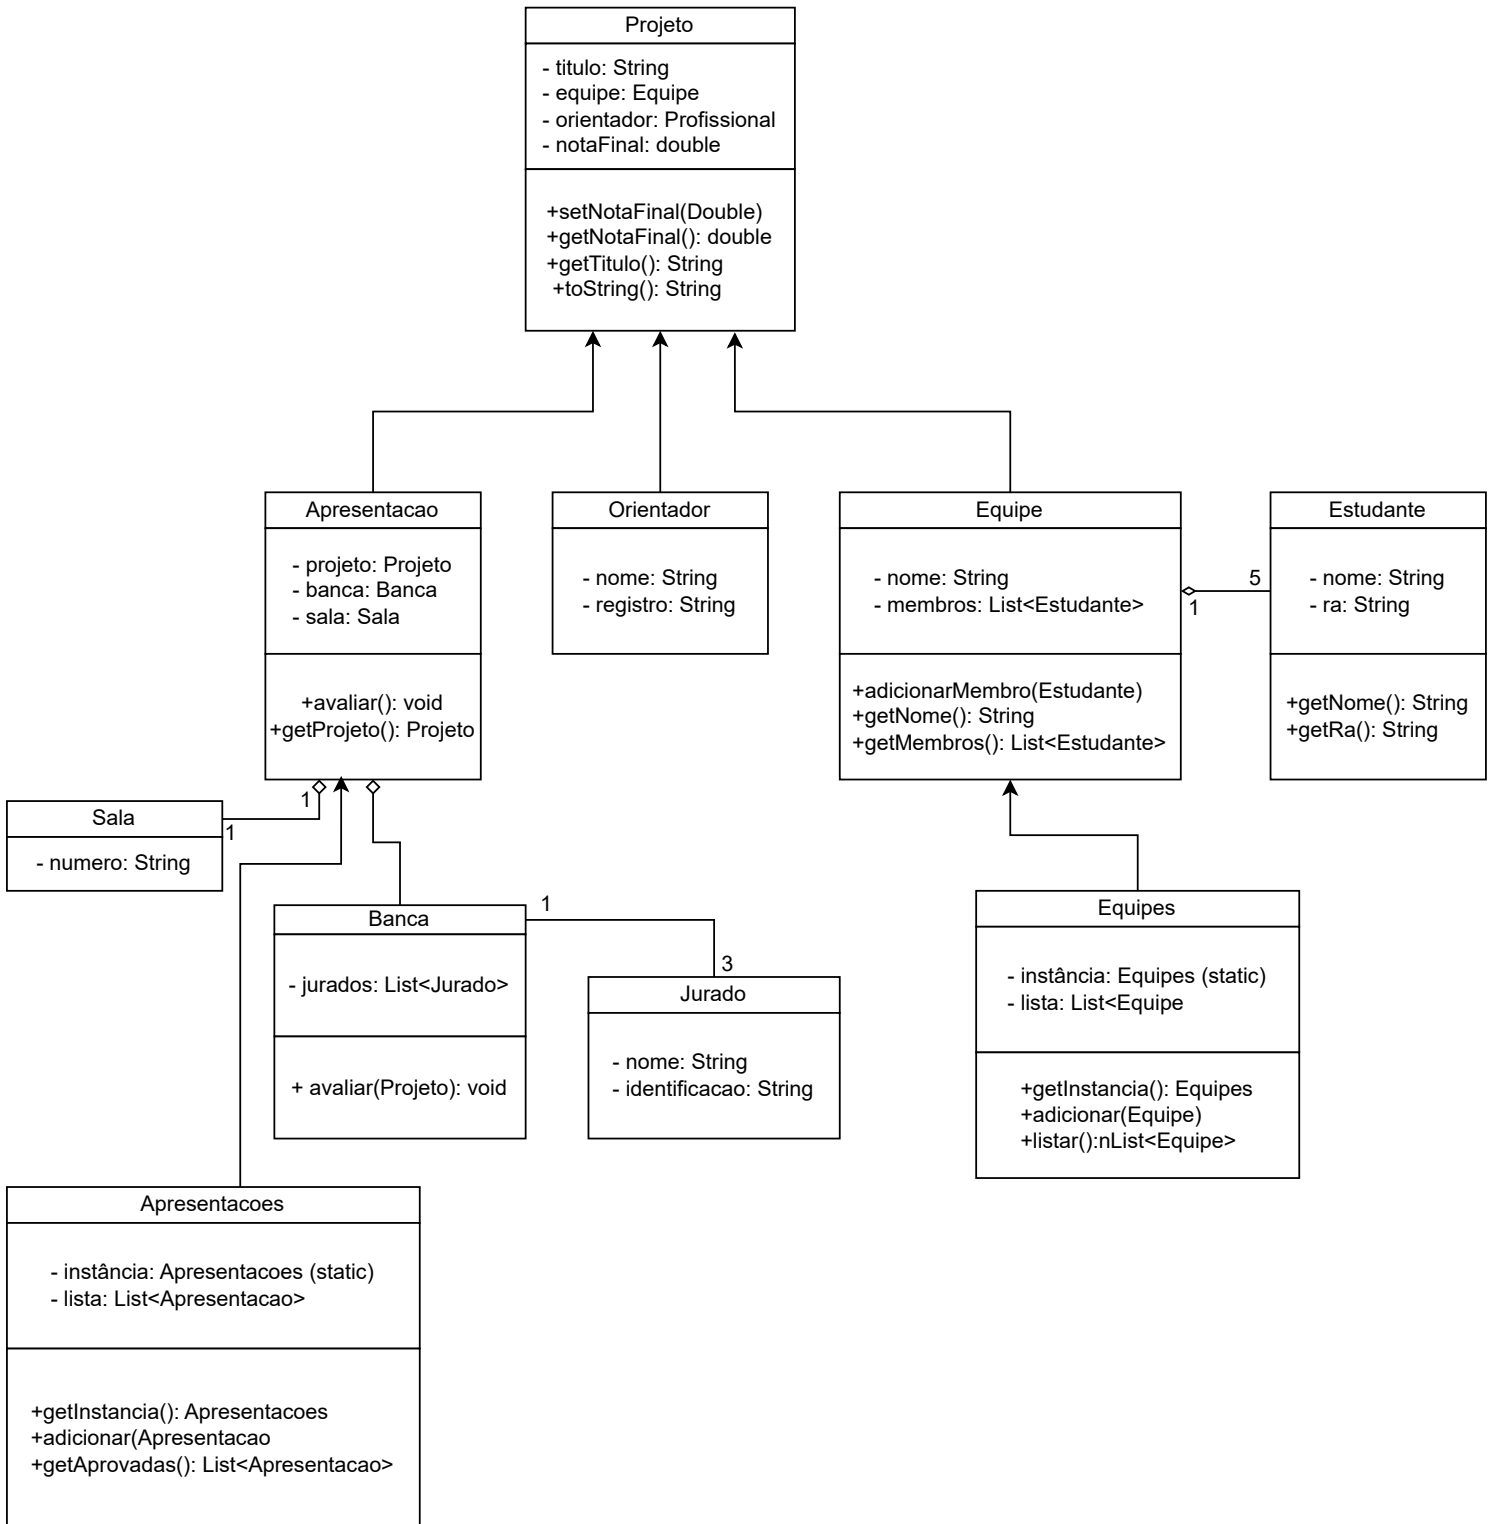 Projeto
- titulo: String
- equipe: Equipe
- orientador: Profissional
- notaFinal: double
+setNotaFinal(Double)
+getNotaFinal(): double
+getTitulo(): String
+toString(): String
Apresentacao
- projeto: Projeto
- banca: Banca
- sala: Sala
+avaliar(): void
+getProjeto(): Projeto
Orientador
- nome: String
- registro: String
Equipe
- nome: String
- membros: List<Estudante>
+adicionarMembro(Estudante)
+getNome(): String
+getMembros(): List<Estudante>
5
1
Estudante
- nome: String
- ra: String
+getNome(): String
+getRa(): String
1
1
Sala
- numero: String
Banca
- jurados: List<Jurado>
+ avaliar(Projeto): void
1
3
Jurado
- nome: String
- identificacao: String
Equipes
- instância: Equipes (static)
- lista: List<Equipe
+getInstancia(): Equipes
+adicionar(Equipe)
+listar():nList<Equipe>
Apresentacoes
- instância: Apresentacoes (static)
- lista: List<Apresentacao>
+getInstancia(): Apresentacoes
+adicionar(Apresentacao
+getAprovadas(): List<Apresentacao>